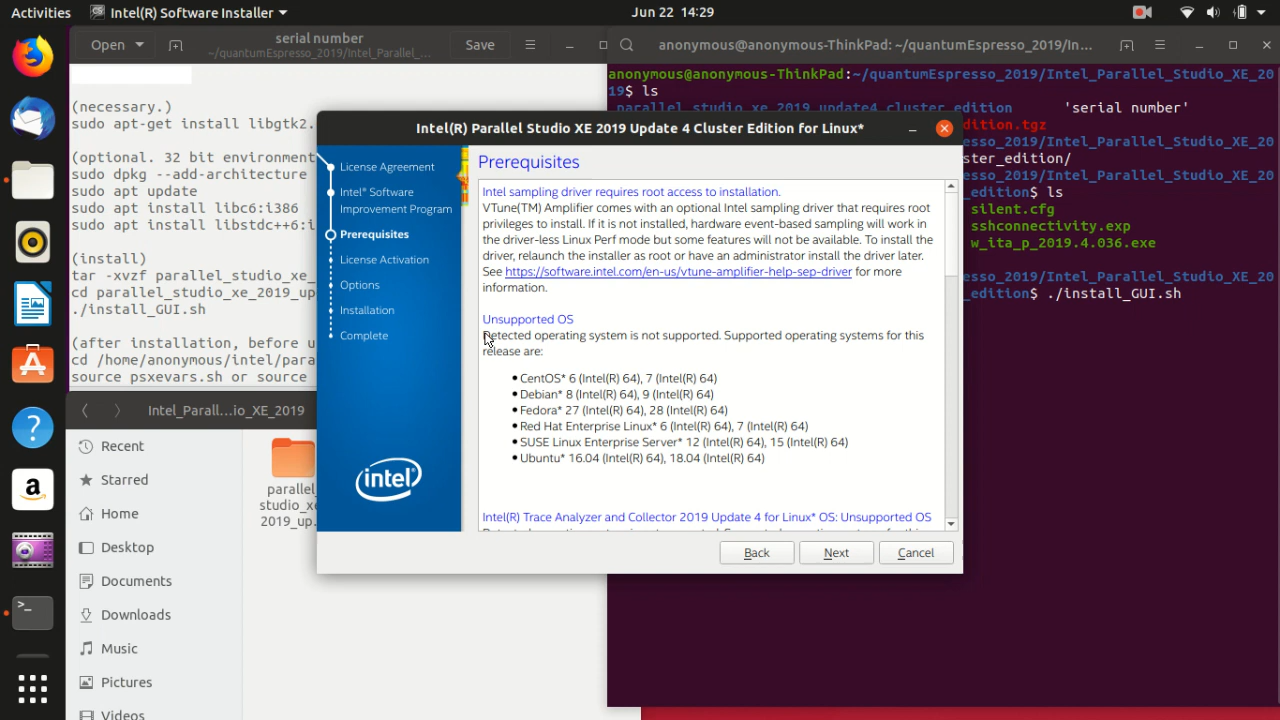 Activities
Intel(R) Software Installer
Jun 22 14:29
Open
serial number
~/quantumEspresso_2019/Intel_Parallel_...
Save
(necessary.)
sudo apt-get install libgtk2.
(optional. 32 bit environment
sudo dpkg --add-architecture
sudo apt update
sudo apt install libc6:i386
sudo apt install libstdc++6:i
(install)
tar -xvzf parallel_studio_xe_
cd parallel_studio_xe_2019_up
./install_GUI.sh
(after installation, before u
cd /home/anonymous/intel/para
source psxevars.sh or source
anonymous@anonymous-ThinkPad: ~/quantumEspresso_2019/In...
anonymous@anonymous-ThinkPad:~/quantumEspresso_2019/Intel_Parallel_Studio_XE_20
19$ ls
parallel_studio_xe_2019_update4_cluster_edition 'serial number'
dition.tgz
spresso_2019/Intel_Parallel_Studio_XE_20
ster_edition/
spresso_2019/Intel_Parallel_Studio_XE_20
_edition$ ls
silent.cfg
sshconnectivity.exp
w_ita_p_2019.4.036.exe
spresso_2019/Intel_Parallel_Studio_XE_20
_edition$ ./install_GUI.sh
Intel(R) Parallel Studio XE 2019 Update 4 Cluster Edition for Linux*
License Agreement
Intel® Software
Improvement Program
Prerequisites
License Activation
Options
Installation
Complete
intel
Prerequisites
Intel sampling driver requires root access to installation.
VTune(TM) Amplifier comes with an optional Intel sampling driver that requires root
privileges to install. If it is not installed, hardware event-based sampling will work in
the driver-less Linux Perf mode but some features will not be available. To install the
driver, relaunch the installer as root or have an administrator install the driver later.
See https://software.intel.com/en-us/vtune-amplifier-help-sep-driver for more
information.
Unsupported OS
Detected operating system is not supported. Supported operating systems for this
release are:
CentOS* 6 (Intel(R) 64), 7 (Intel(R) 64)
Debian* 8 (Intel(R) 64), 9 (Intel(R) 64)
Fedora* 27 (Intel(R) 64), 28 (Intel(R) 64)
Red Hat Enterprise Linux* 6 (Intel(R) 64), 7 (Intel(R) 64)
SUSE Linux Enterprise Server* 12 (Intel(R) 64), 15 (Intel(R) 64)
Ubuntu* 16.04 (Intel(R) 64), 18.04 (Intel(R) 64)
Intel(R) Trace Analyzer and Collector 2019 Update 4 for Linux* OS: Unsupported OS
Back
Next
Cancel
Intel_Parall...io_XE_2019
Recent
Starred
Home
Desktop
Documents
Downloads
Music
Pictures
Videos
parallel_
studio_xe
2019_up.